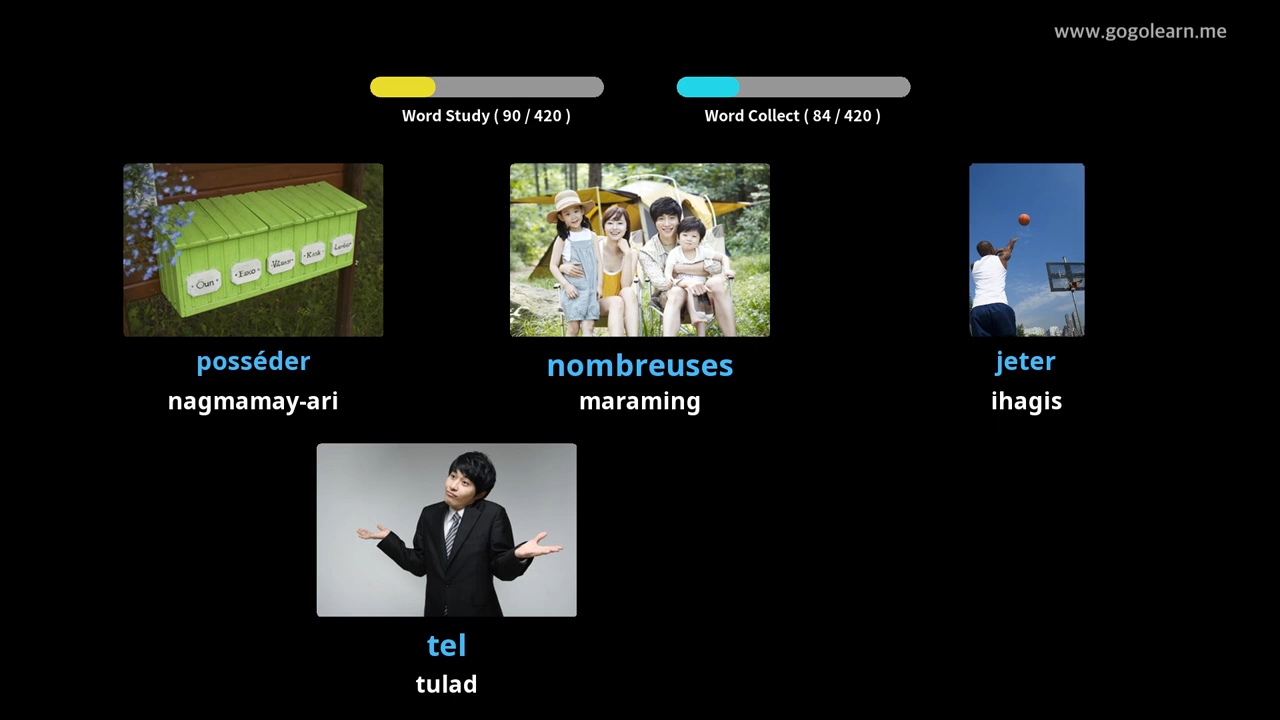 www.gogolearn.me
Word Study ( 90 / 420 )
Word Collect ( 84 / 420 )
posséder
nagmamay-ari
nombreuses
maraming
jeter
ihagis
tel
tulad